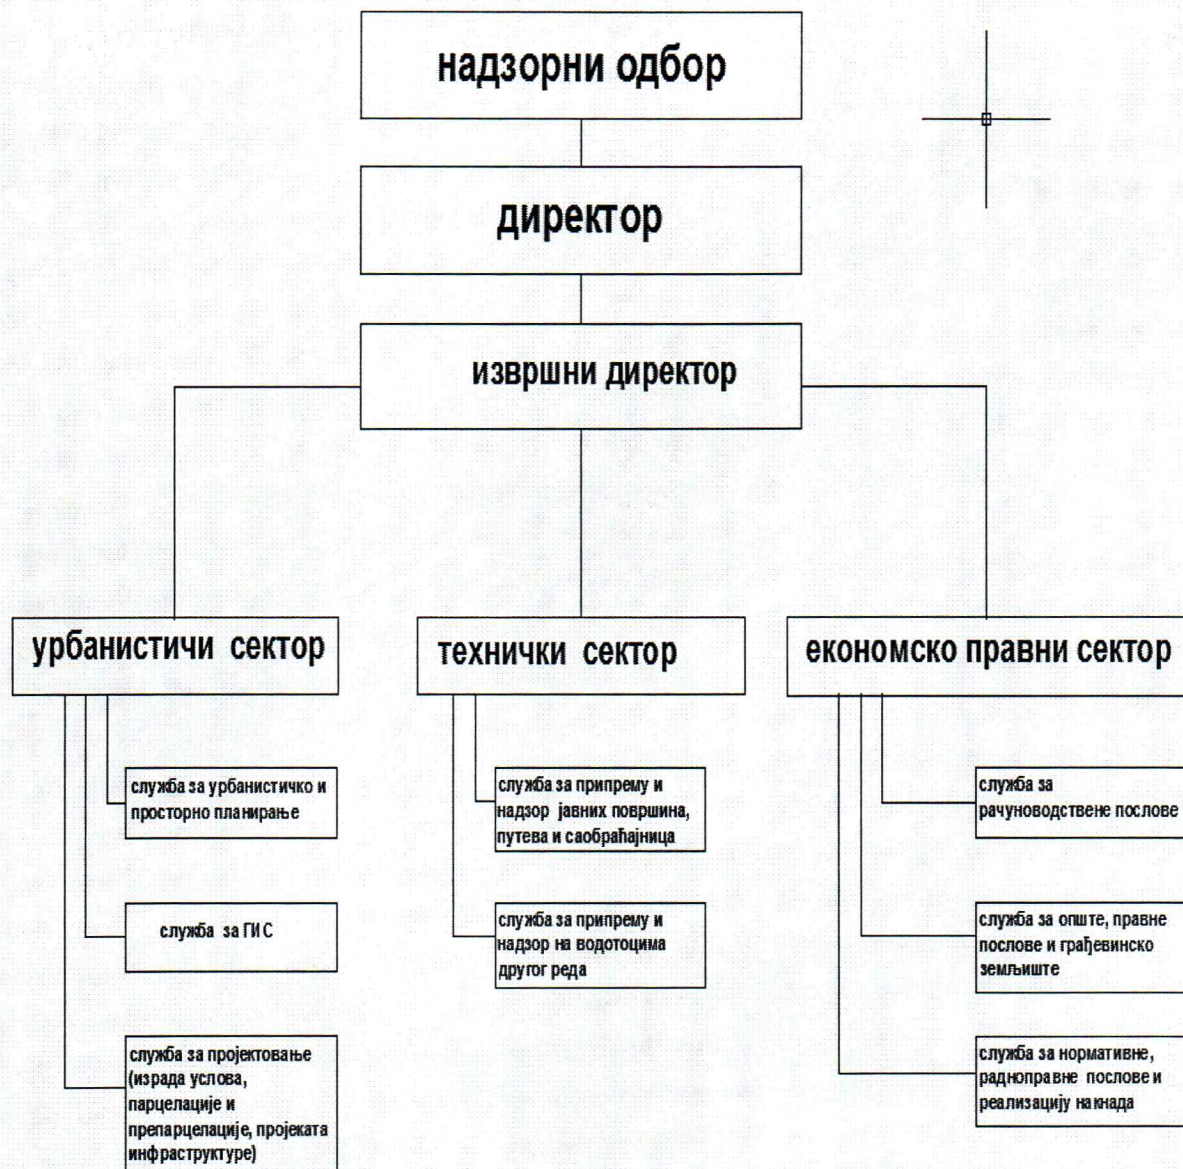 надзорни одбор
директор
извршни директор
урбанистичи сектор
технички сектор
економско правни сектор
служба за урбанистичко и
просторно планирање
служба за ГИС
служба за пројектовање
(израда услова,
парцелације и
препарцелације, пројеката
инфраструктуре)
служба за припрему и
надзор јавних површина,
путева и саобраћајница
служба за припрему и
надзор на водотоцима
другог реда
служба за
рачуноводствене послове
служба за опште, правне
послове и грађевинско
земљиште
служба за нормативне,
радноправне послове и
реализацију накнада